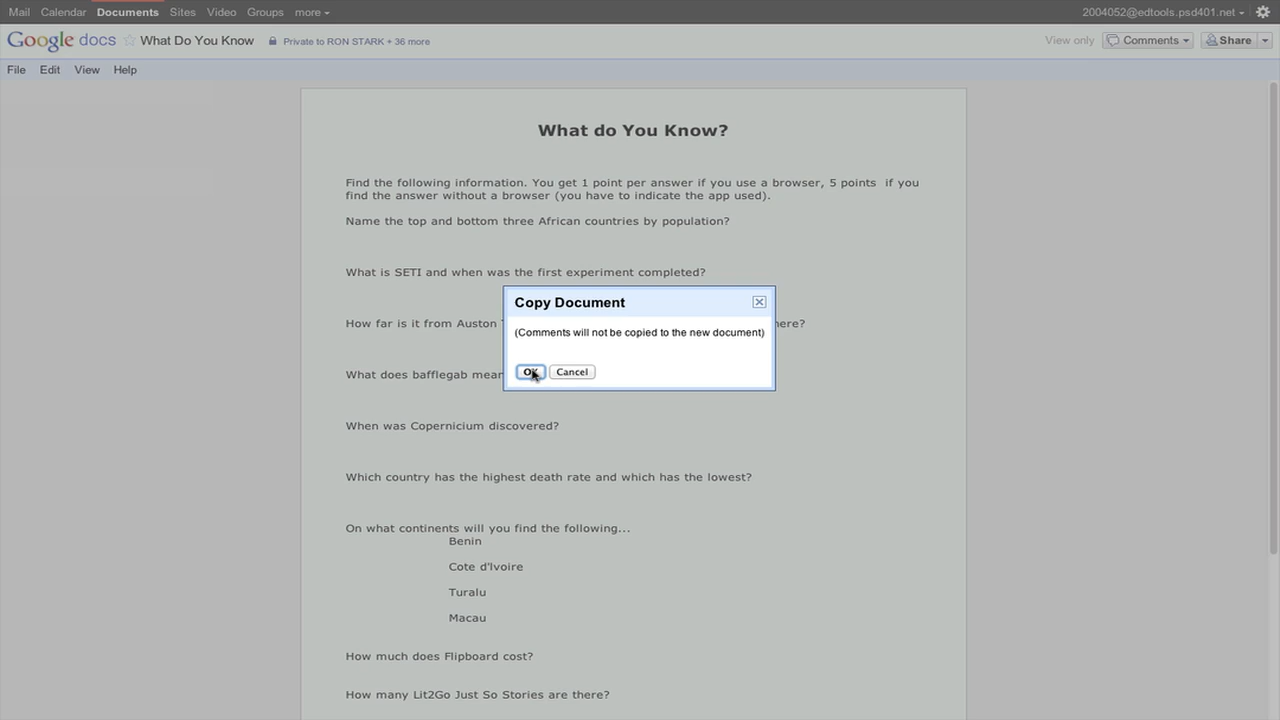 Mail Calendar Documents Sites Video Groups more 2004052@edtools.psd401.net
Google docs What Do You Know Private to RON STARK + 36 more View only Comments Share
File Edit View Help
What do You Know?
Find the following information. You get 1 point per answer if you use a browser, 5 points if you
find the answer without a browser (you have to indicate the app used).
Name the top and bottom three African countries by population?
What is SETI and when was the first experiment completed?
Copy Document
(Comments will not be copied to the new document)
OK Cancel
How far is it from Auston here?
What does bafflegab mean
When was Copernicium discovered?
Which country has the highest death rate and which has the lowest?
On what continents will you find the following...
Benin
Cote d'Ivoire
Turalu
Macau
How much does Flipboard cost?
How many Lit2Go Just So Stories are there?